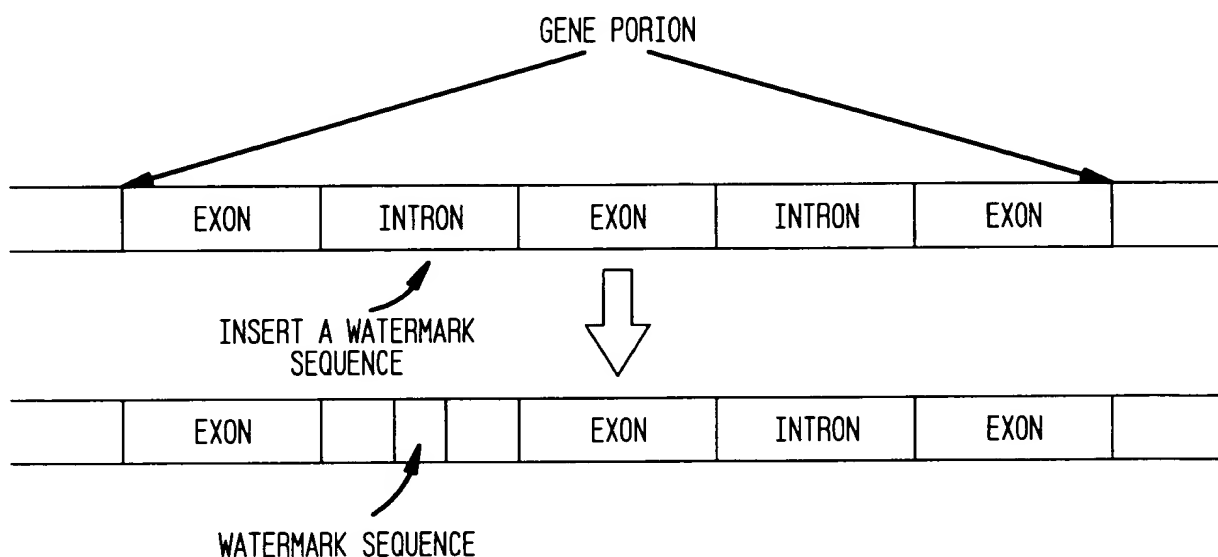 GENE PORION
EXON INTRON EXON INTRON EXON
INSERT A WATERMARK
SEQUENCE
EXON EXON INTRON EXON
WATERMARK SEQUENCE